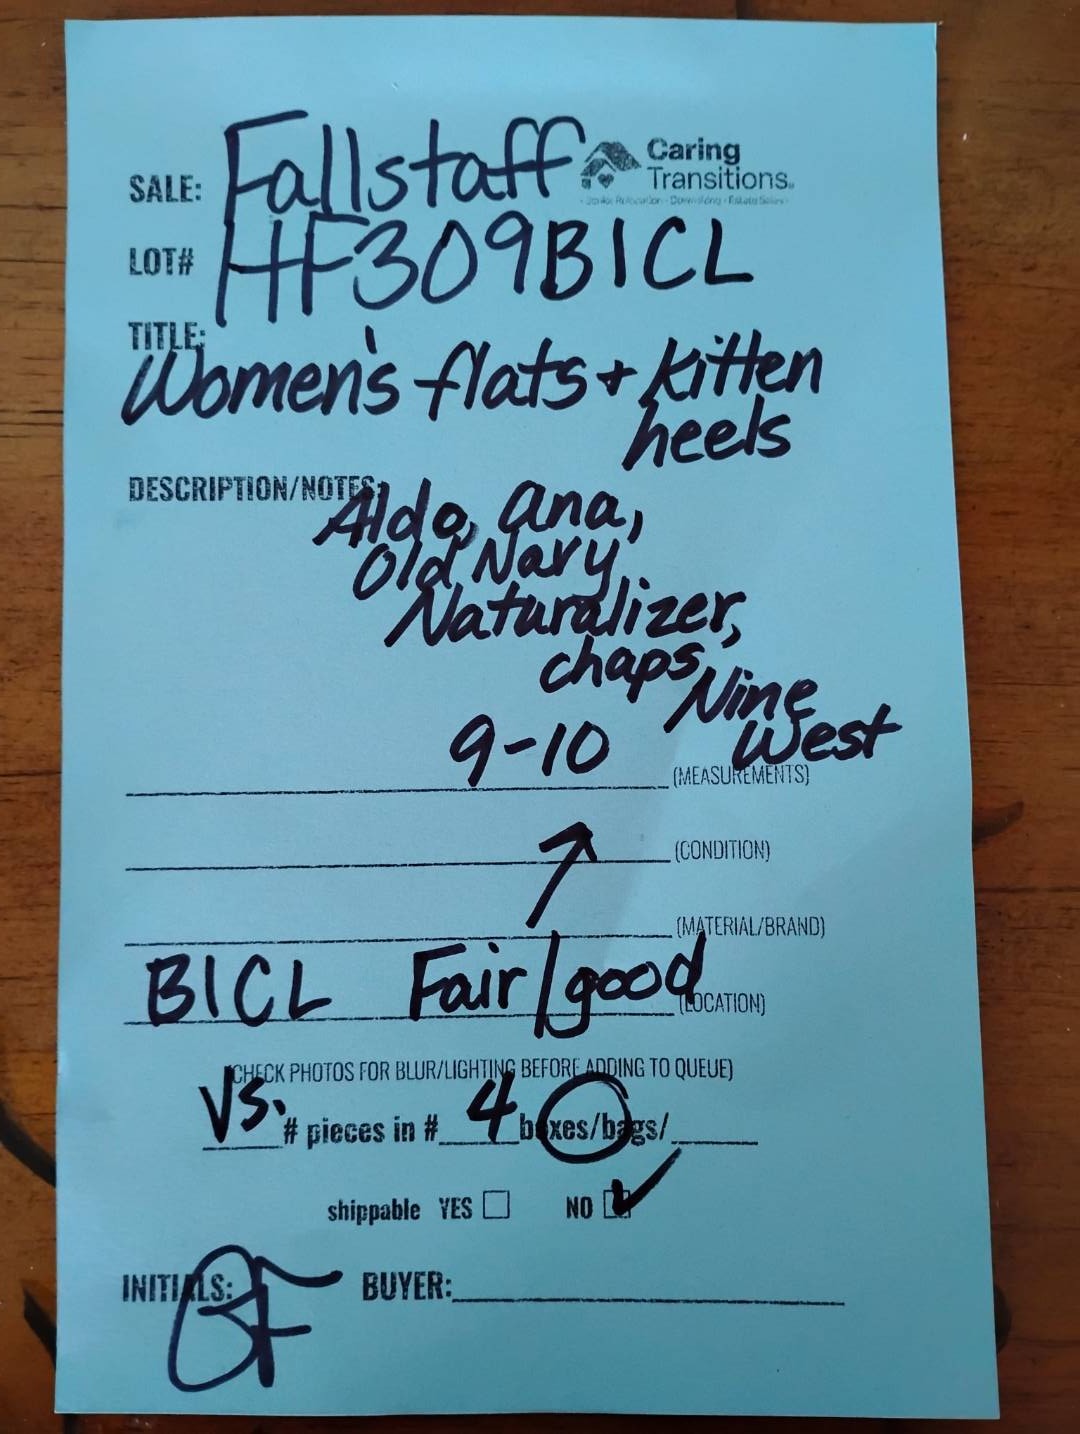 SALE: Fallstaff
Caring
Transitions
LOT# HF309BICL
TITLE:
Women's flats + kitten
heels
DESCRIPTION/NOTES:
Aldo, Ana,
Old Navy
Naturalizer,
chaps, Nine
West
9-10 (MEASUREMENTS)
(CONDITION)
(MATERIAL/BRAND)
BICL Fair/good (LOCATION)
(CHECK PHOTOS FOR BLUR/LIGHTING BEFORE ADDING TO QUEUE)
VS. # pieces in # 4 boxes/bags/
shippable YES NO
INITIALS: BUYER: